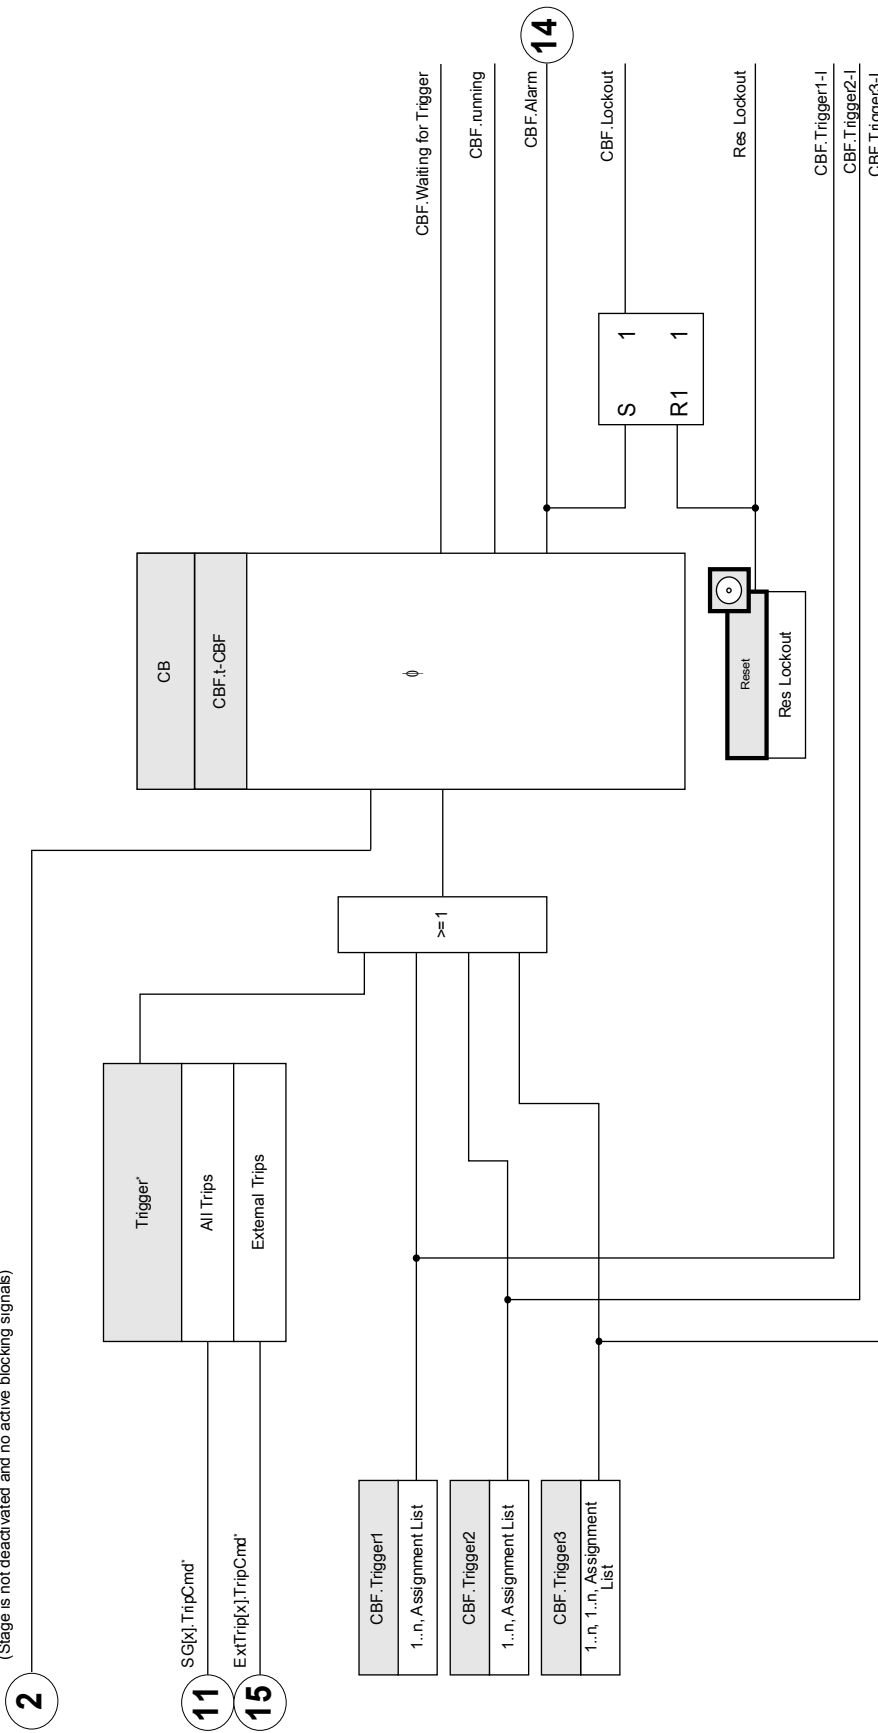 (Stage is not deactivated and no active blocking signals)
2
SG[x].TripCmd*
11
ExtTrip[x].TripCmd*
15
Trigger*
All Trips
External Trips
CBF.Trigger1
1..n, Assignment List
CBF.Trigger2
1..n, Assignment List
CBF.Trigger3
1..n, 1..n, Assignment
List
>=1
CB
CBF.t-CBF
ϕ
S 1
R1 1
Reset
Res Lockout
CBF.Waiting for Trigger
CBF.running
CBF.Alarm
14
CBF.Lockout
Res Lockout
CBF.Trigger1-I
CBF.Trigger2-I
CBF.Trigger3-I